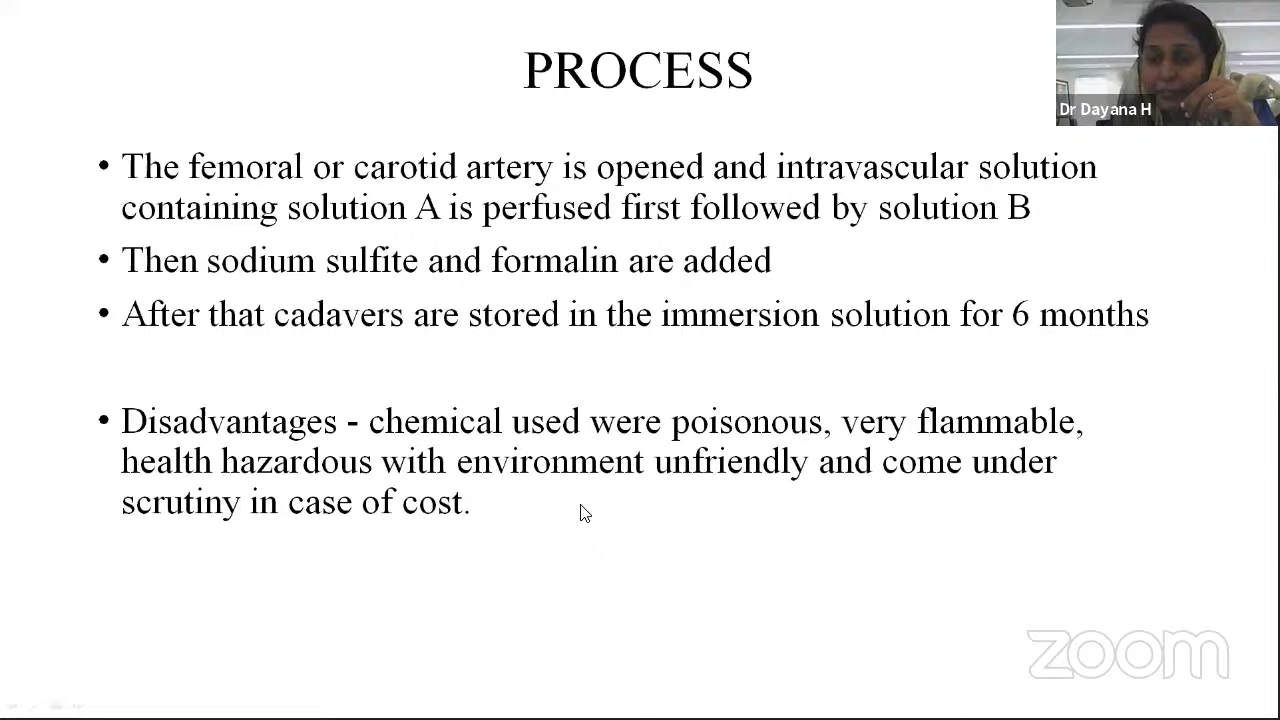 PROCESS
Dr Dayana H
• The femoral or carotid artery is opened and intravascular solution
containing solution A is perfused first followed by solution B
• Then sodium sulfite and formalin are added
• After that cadavers are stored in the immersion solution for 6 months
• Disadvantages - chemical used were poisonous, very flammable,
health hazardous with environment unfriendly and come under
scrutiny in case of cost.
zoom